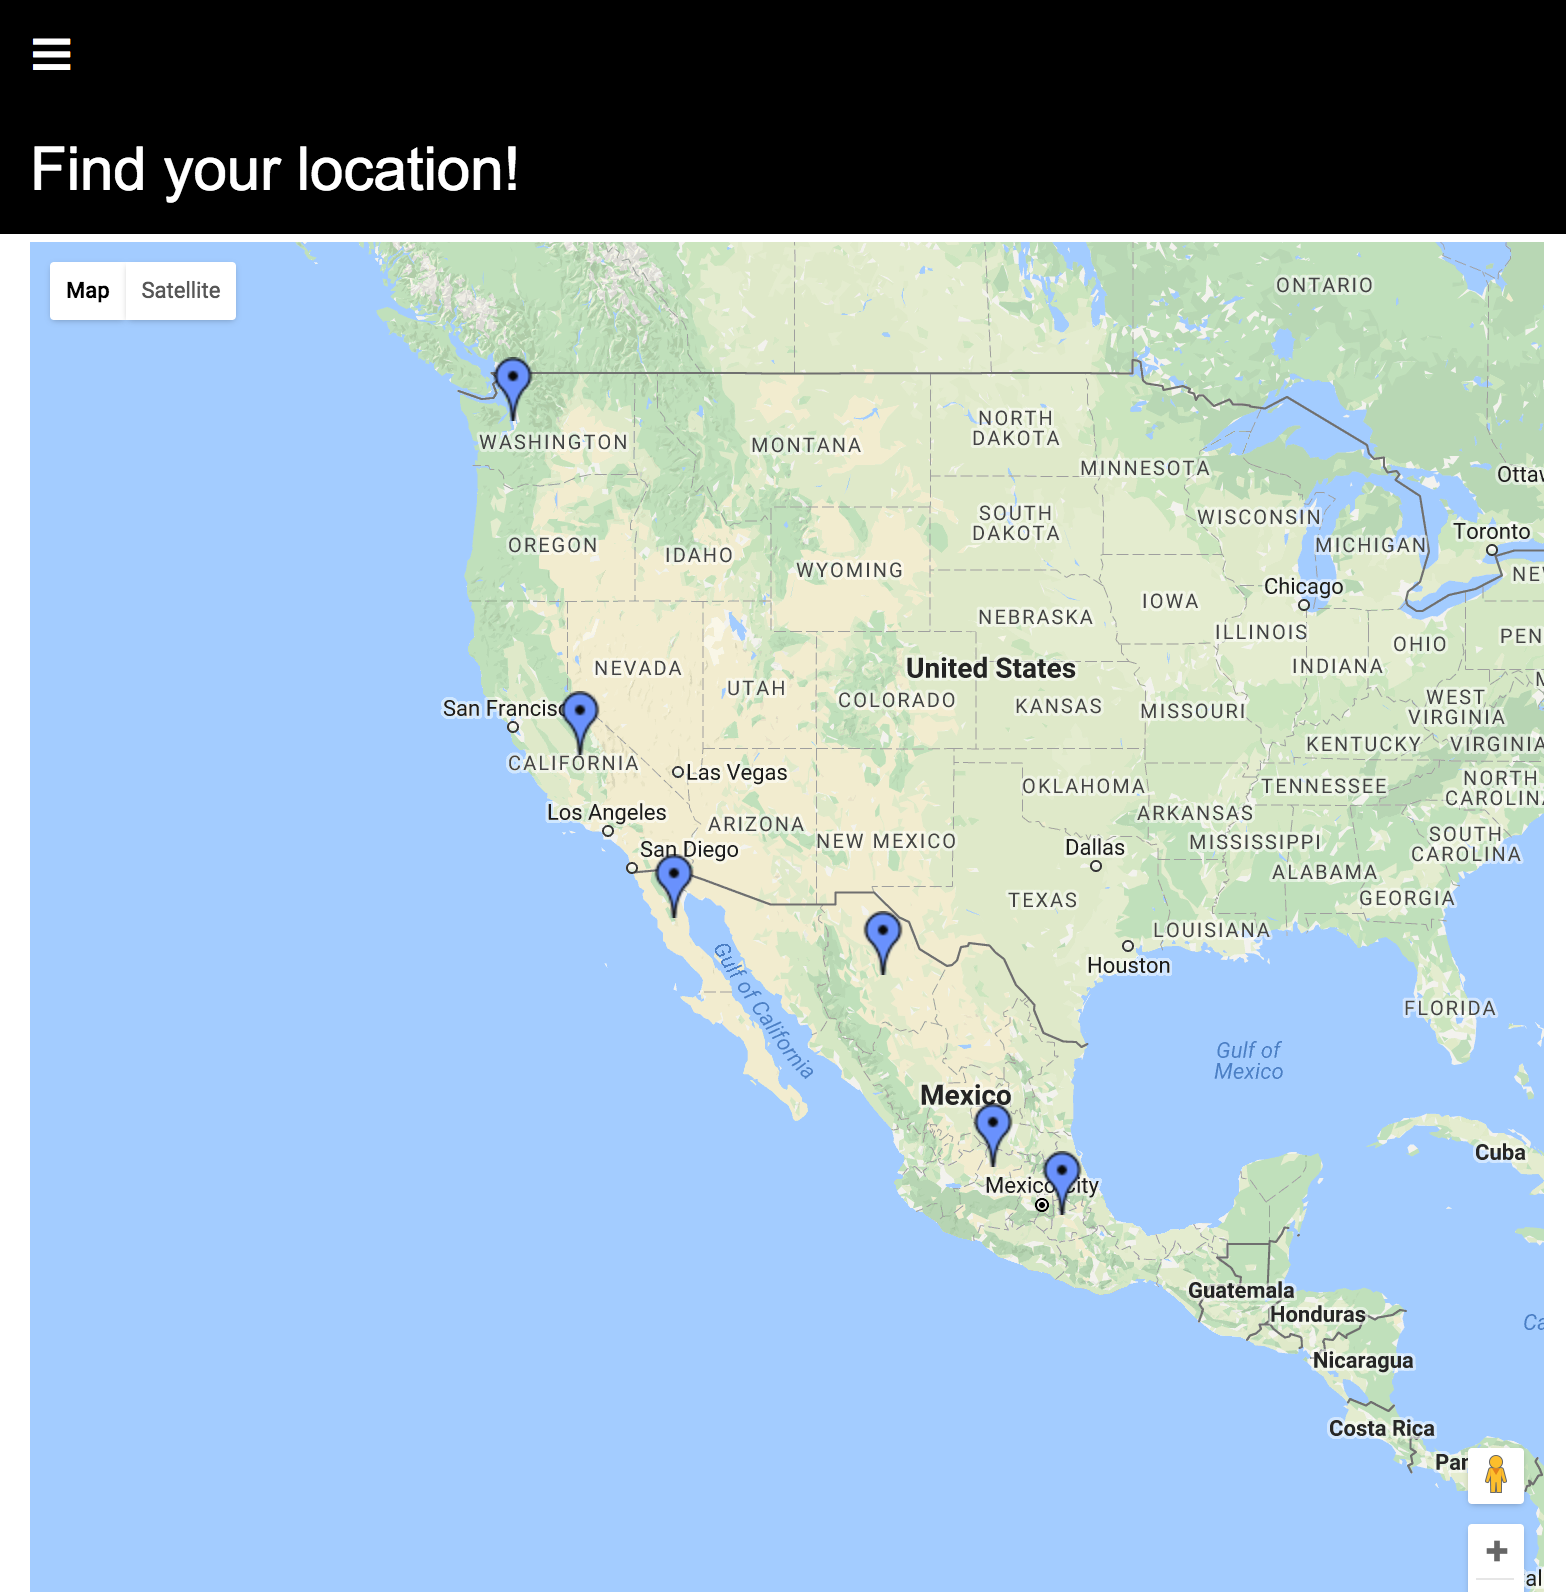 Find your location!
Map Satellite
ONTARIO
WASHINGTON
MONTANA
NORTH
DAKOTA
MINNESOTA
Ottaw
SOUTH
DAKOTA
WISCONSIN
OREGON
IDAHO
WYOMING
MICHIGAN
Toronto
NE
Chicago
NEBRASKA
IOWA
ILLINOIS
INDIANA
OHIO
PEN
NEVADA
UTAH
United States
COLORADO
KANSAS
MISSOURI
WEST
VIRGINIA
San Francisc
CALIFORNIA
Las Vegas
KENTUCKY
VIRGINIA
OKLAHOMA
TENNESSEE
NORTH
CAROLINA
Los Angeles
ARIZONA
NEW MEXICO
ARKANSAS
MISSISSIPPI
SOUTH
CAROLINA
San Diego
Dallas
ALABAMA
TEXAS
GEORGIA
LOUISIANA
Houston
Gulf of California
FLORIDA
Gulf of
Mexico
Mexico
Cuba
Mexico City
Guatemala
Honduras
Ca
Nicaragua
Costa Rica
Par
al